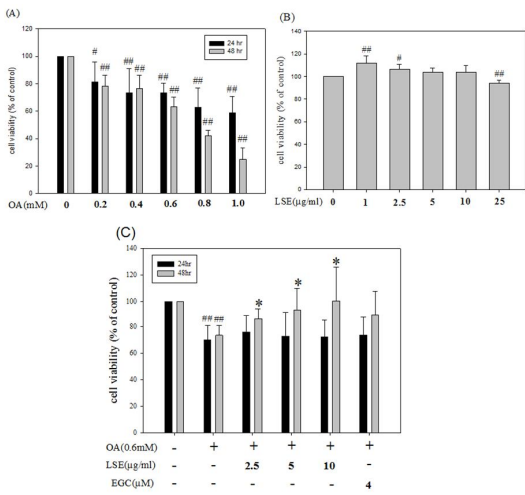 (A)
cell viability (% of control)
120
100
80
60
40
20
0
24 hr
48 hr
#
##
##
##
##
##
##
##
##
##
OA(mM)
0 0.2 0.4 0.6 0.8 1.0
(B)
cell viability (% of control)
140
120
100
80
60
40
20
0
##
#
##
LSE(µg/ml)
0 1 2.5 5 10 25
(C)
cell viability (% of control)
140
120
100
80
60
40
20
0
24hr
48hr
## ##
*
*
*
OA(0.6mM) - + + + + +
LSE(µg/ml) - - 2.5 5 10 -
EGC(µM) - - - - - 4